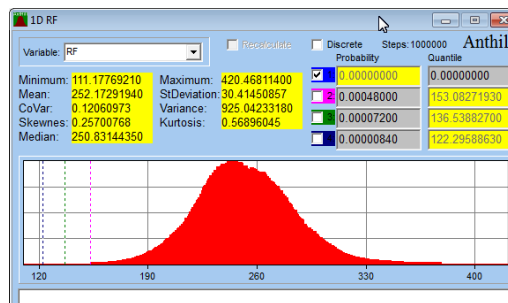 1D RF
Variable: RF Recalculate Discrete Steps: 1000000 Anthil
Probability Quantile
Minimum: 111.17769210 Maximum: 420.46811400 1 0.00000000 0.00000000
Mean: 252.17291940 StDeviation: 30.41450857 2 0.00048000 153.08271930
CoVar: 0.12060973 Variance: 925.04233180 3 0.00007200 136.53882700
Skewnes: 0.25700768 Kurtosis: 0.56896045 0.00000840 122.29588630
Median: 250.83144350
120 190 260 330 400